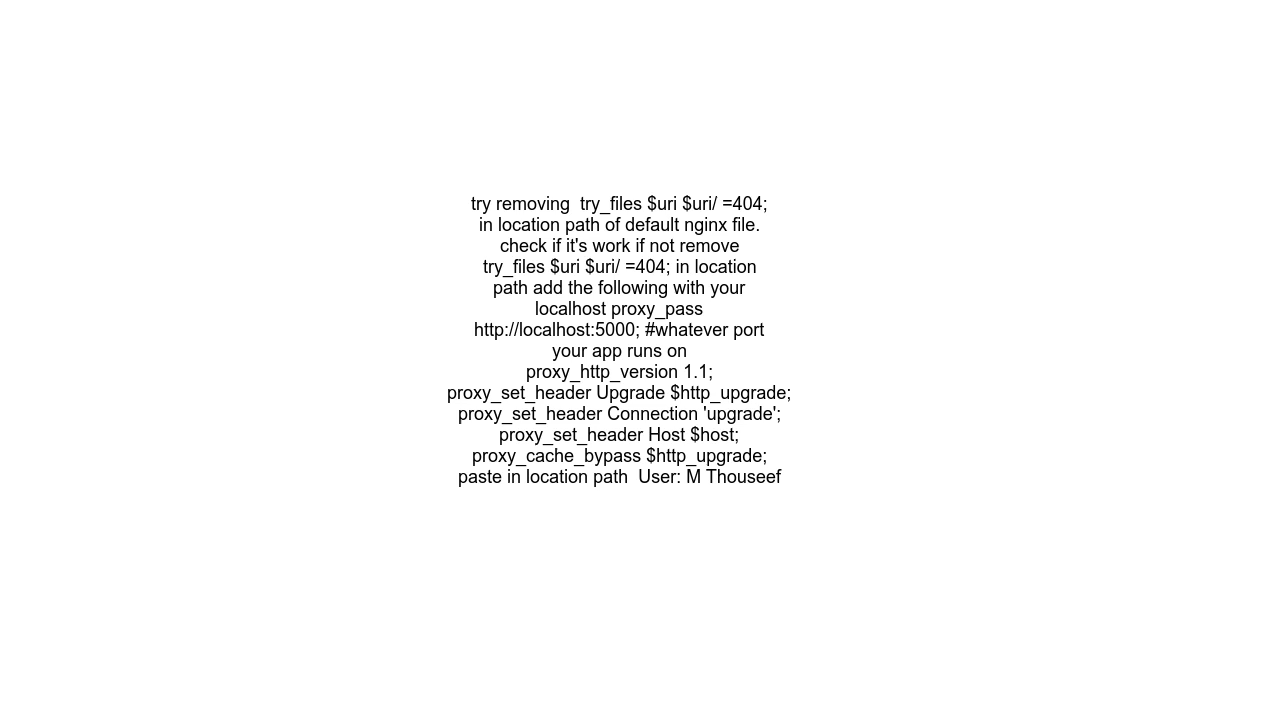 try removing  try_files $uri $uri/ =404;
in location path of default nginx file.
check if it's work if not remove
try_files $uri $uri/ =404; in location
path add the following with your
localhost proxy_pass
http://localhost:5000; #whatever port
your app runs on
proxy_http_version 1.1;
proxy_set_header Upgrade $http_upgrade;
proxy_set_header Connection 'upgrade';
proxy_set_header Host $host;
proxy_cache_bypass $http_upgrade;
paste in location path  User: M Thouseef